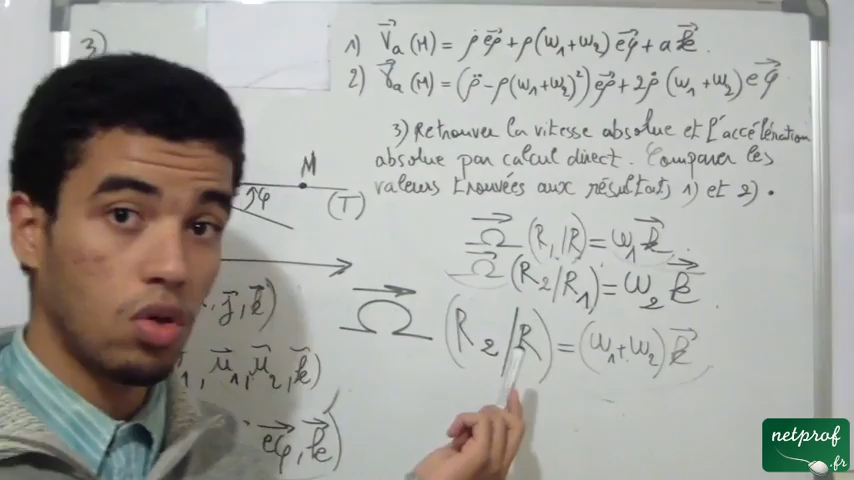 3)
1) V⃗a (M) = ρ̇ e⃗ρ + ρ(ω₁+ω₂) e⃗φ + a k⃗.
2) γ⃗a (M) = (ρ̈ - ρ(ω₁+ω₂)²) e⃗ρ + 2ρ̇ (ω₁+ω₂) e⃗φ
3) Retrouver la vitesse absolue et l'accélération
absolue par calcul direct. Comparer les
valeurs trouvées aux résultats 1) et 2).
M
φ
(T)
Ω⃗ (R₁/R) = ω₁ k⃗.
Ω⃗ (R₂/R₁) = ω₂ k⃗
Ω⃗ (R₂/R) = (ω₁+ω₂) k⃗
, j⃗, k⃗)
, μ⃗₁, μ⃗₂, k⃗)
e⃗φ, k⃗)
netprof
.fr